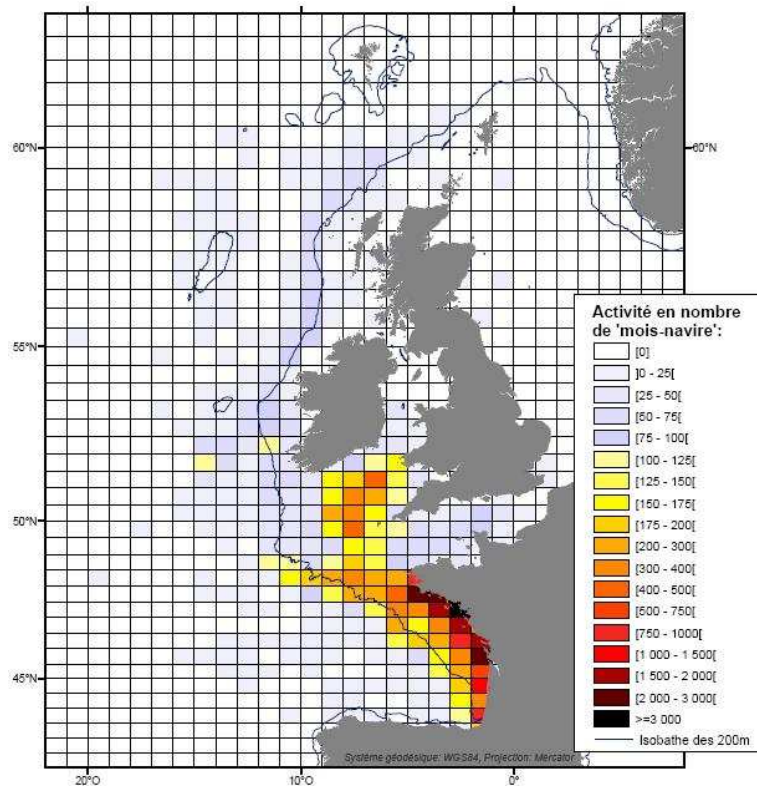 60°N
60°N
55°N
50°N
45°N
Activité en nombre
de 'mois-navire':
[0]
]0 - 25[
[25 - 50[
[50 - 75[
[75 - 100[
[100 - 125[
[125 - 150[
[150 - 175[
[175 - 200[
[200 - 300[
[300 - 400[
[400 - 500[
[500 - 750[
[750 - 1000[
[1 000 - 1 500[
[1 500 - 2 000[
[2 000 - 3 000[
>=3 000
Isobathe des 200m
Système géodésique: WGS84, Projection: Mercator
20°O
10°O
0°